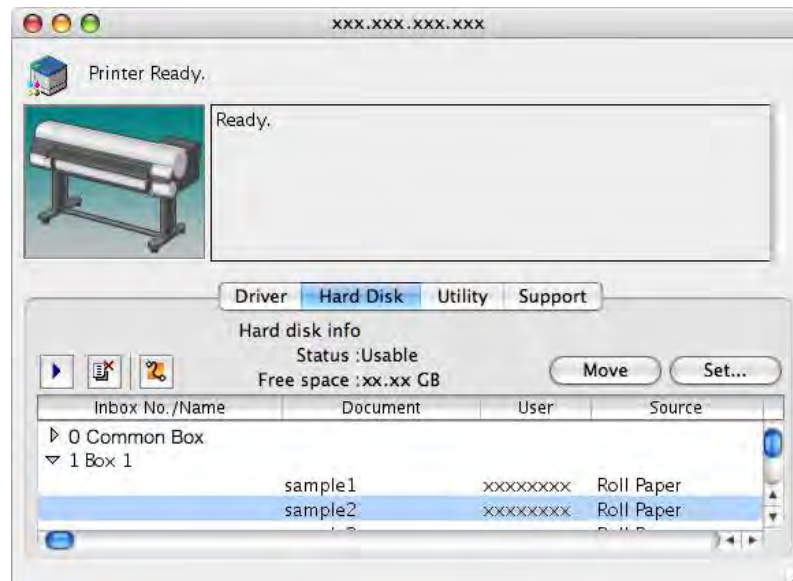 xxx.xxx.xxx.xxx
Printer Ready.
Ready.
Driver Hard Disk Utility Support
Hard disk info
Status :Usable
Free space :xx.xx GB
Move Set...
Inbox No./Name Document User Source
0 Common Box
1 Box 1
sample1 xxxxxxxx Roll Paper
sample2 xxxxxxxx Roll Paper